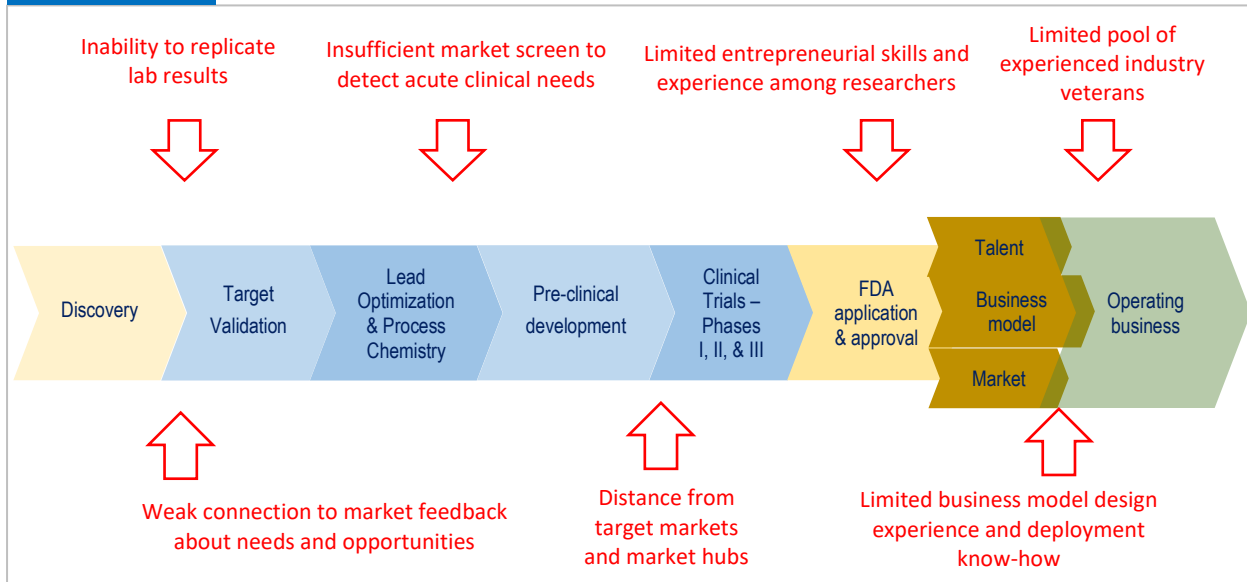 Inability to replicate
lab results
Insufficient market screen to
detect acute clinical needs
Limited entrepreneurial skills and
experience among researchers
Limited pool of
experienced industry
veterans
Discovery
Target
Validation
Lead
Optimization
& Process
Chemistry
Pre-clinical
development
Clinical
Trials –
Phases
I, II, & III
FDA
application
& approval
Talent
Business
model
Market
Operating
business
Weak connection to market feedback
about needs and opportunities
Distance from
target markets
and market hubs
Limited business model design
experience and deployment
know-how